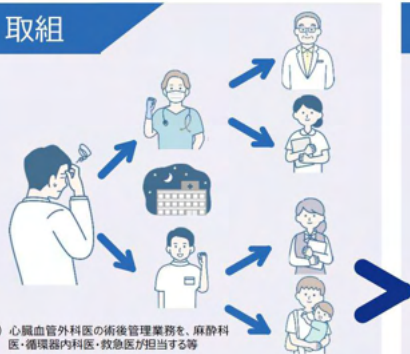 取組
) 心臓血管外科医の術後管理業務を、麻酔科
医・循環器内科医・救急医が担当する等